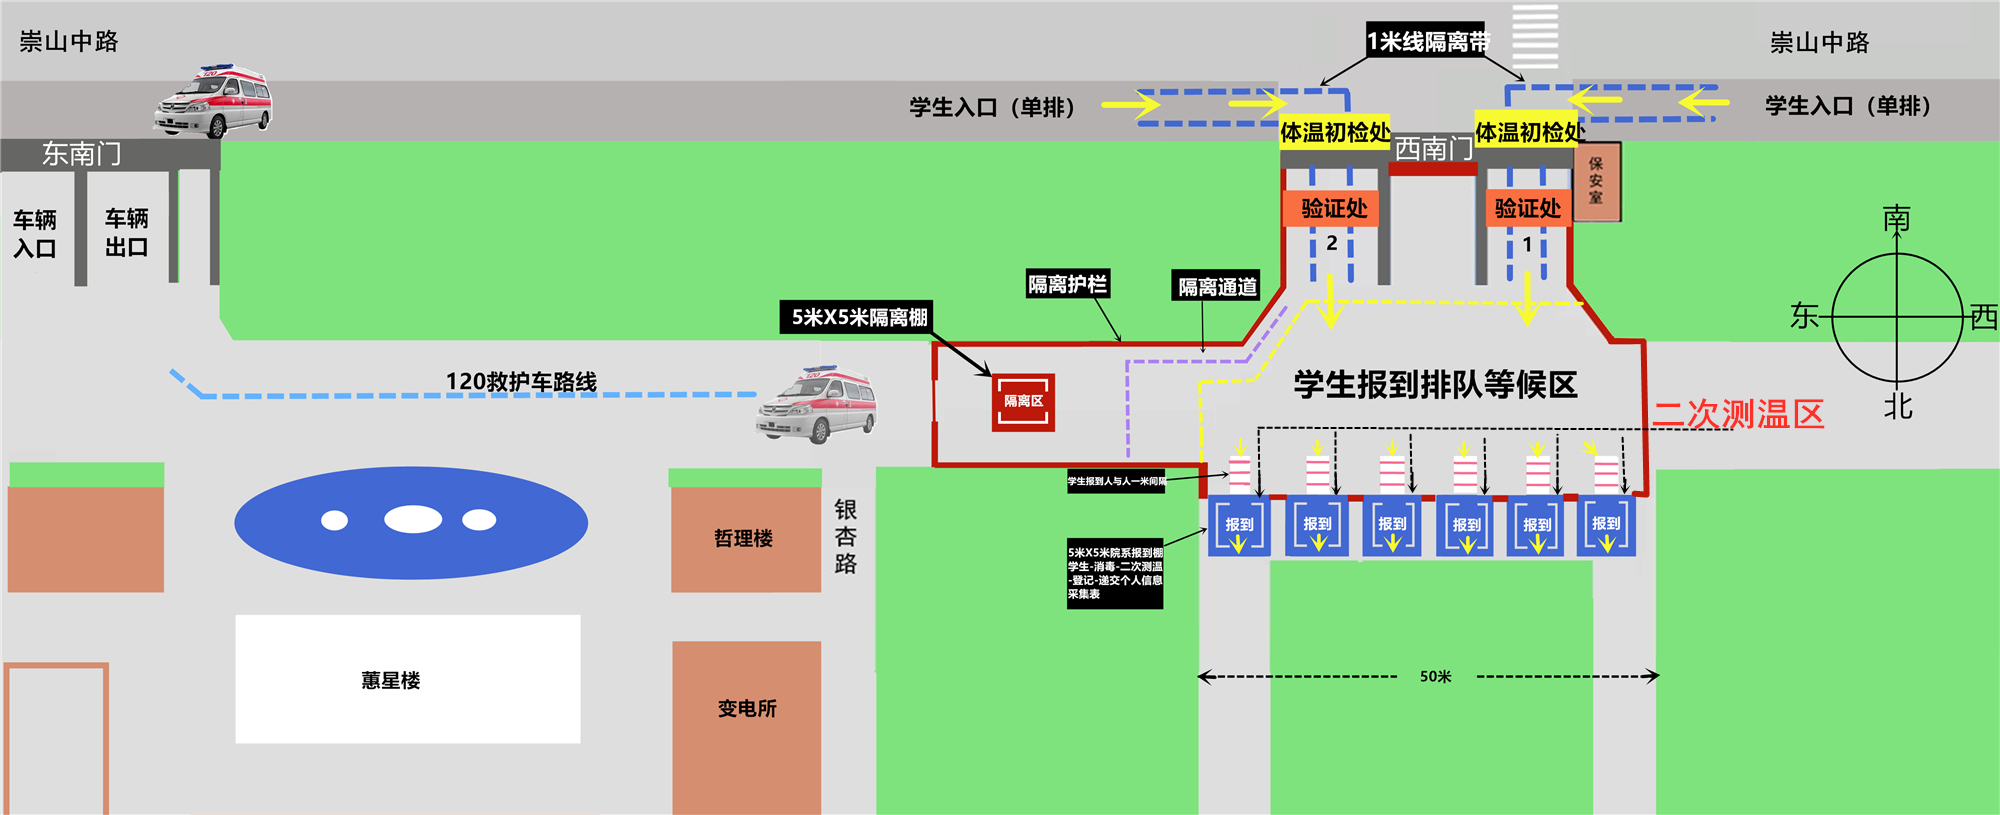 崇山中路
1米线隔离带
崇山中路
120
学生入口（单排）
学生入口（单排）
体温初检处
体温初检处
东南门
西南门
保安室
车辆入口
车辆出口
验证处
2
验证处
1
南
东
西
北
隔离护栏
隔离通道
5米X5米隔离棚
120救护车路线
120
隔离区
学生报到排队等候区
二次测温区
学生报到人与人一米间隔
报到
报到
报到
报到
报到
报到
5米X5米院系报到棚
学生-消毒-二次测温
-登记-递交个人信息
采集表
哲理楼
银杏路
蕙星楼
变电所
50米